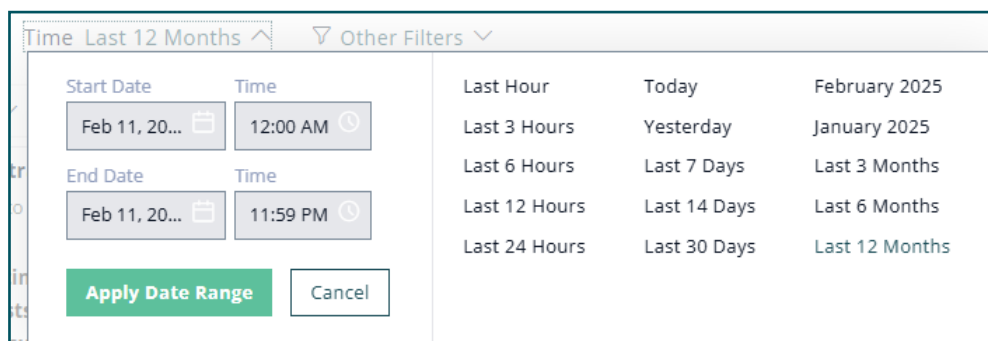 Time Last 12 Months Other Filters
Start Date Time
Feb 11, 20... 12:00 AM
End Date Time
Feb 11, 20... 11:59 PM
Apply Date Range Cancel
Last Hour Today February 2025
Last 3 Hours Yesterday January 2025
Last 6 Hours Last 7 Days Last 3 Months
Last 12 Hours Last 14 Days Last 6 Months
Last 24 Hours Last 30 Days Last 12 Months